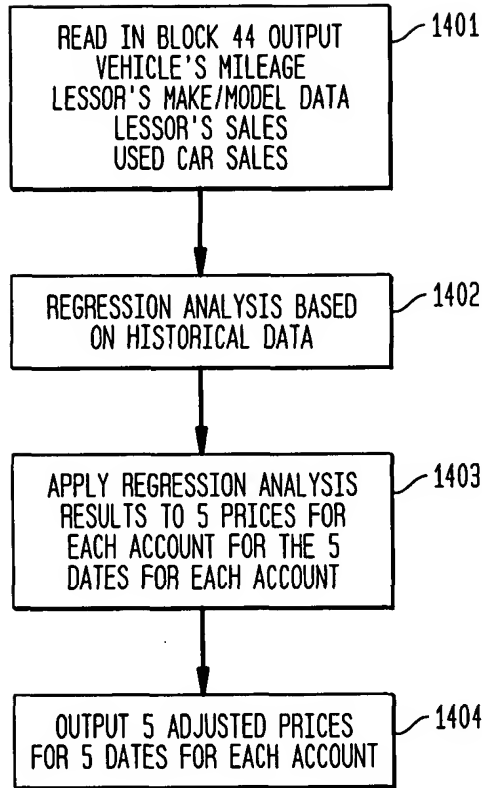 READ IN BLOCK 44 OUTPUT
VEHICLE'S MILEAGE
LESSOR'S MAKE/MODEL DATA
LESSOR'S SALES
USED CAR SALES
1401
REGRESSION ANALYSIS BASED
ON HISTORICAL DATA
1402
APPLY REGRESSION ANALYSIS
RESULTS TO 5 PRICES FOR
EACH ACCOUNT FOR THE 5
DATES FOR EACH ACCOUNT
1403
OUTPUT 5 ADJUSTED PRICES
FOR 5 DATES FOR EACH ACCOUNT
1404